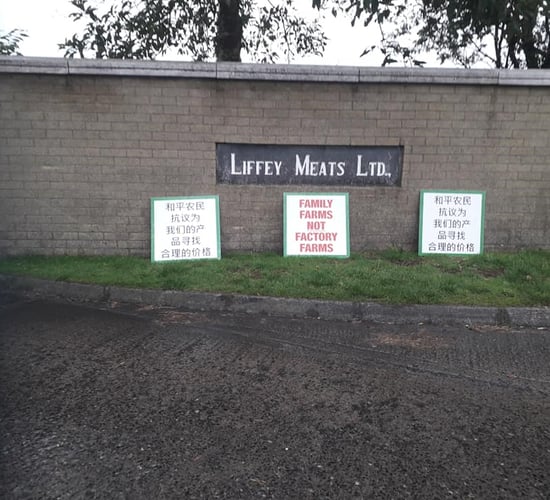 LIFFEY MEATS LTD.,
和平农民
抗议为
我们的产
品寻找
合理的价格
FAMILY
FARMS
NOT
FACTORY
FARMS
和平农民
抗议为
我们的产
品寻找
合理的价格